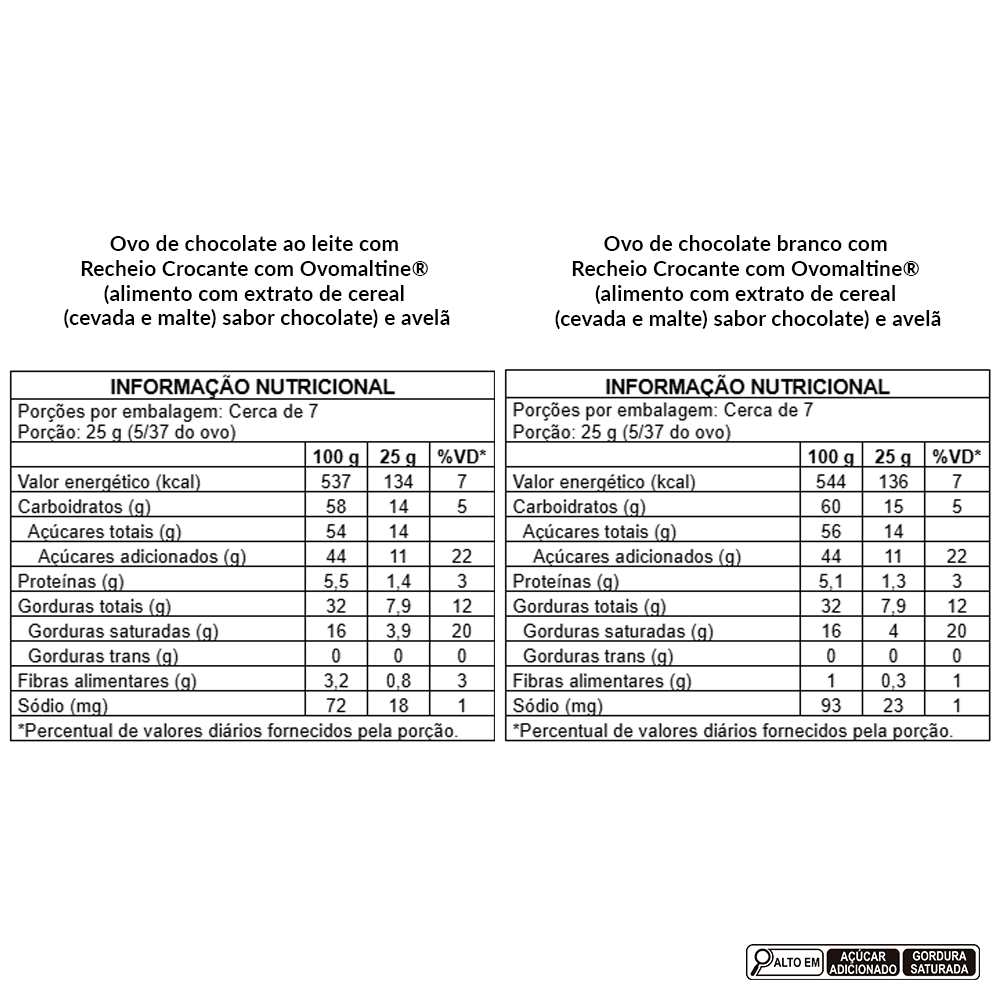 Ovo de chocolate ao leite com
Recheio Crocante com Ovomaltine®
(alimento com extrato de cereal
(cevada e malte) sabor chocolate) e avelã
INFORMAÇÃO NUTRICIONAL
Porções por embalagem: Cerca de 7
Porção: 25 g (5/37 do ovo)
100 g 25 g %VD*
Valor energético (kcal) 537 134 7
Carboidratos (g) 58 14 5
Açúcares totais (g) 54 14
Açúcares adicionados (g) 44 11 22
Proteínas (g) 5,5 1,4 3
Gorduras totais (g) 32 7,9 12
Gorduras saturadas (g) 16 3,9 20
Gorduras trans (g) 0 0 0
Fibras alimentares (g) 3,2 0,8 3
Sódio (mg) 72 18 1
*Percentual de valores diários fornecidos pela porção.
Ovo de chocolate branco com
Recheio Crocante com Ovomaltine®
(alimento com extrato de cereal
(cevada e malte) sabor chocolate) e avelã
INFORMAÇÃO NUTRICIONAL
Porções por embalagem: Cerca de 7
Porção: 25 g (5/37 do ovo)
100 g 25 g %VD*
Valor energético (kcal) 544 136 7
Carboidratos (g) 60 15 5
Açúcares totais (g) 56 14
Açúcares adicionados (g) 44 11 22
Proteínas (g) 5,1 1,3 3
Gorduras totais (g) 32 7,9 12
Gorduras saturadas (g) 16 4 20
Gorduras trans (g) 0 0 0
Fibras alimentares (g) 1 0,3 1
Sódio (mg) 93 23 1
*Percentual de valores diários fornecidos pela porção.
ALTO EM
AÇÚCAR
ADICIONADO
GORDURA
SATURADA